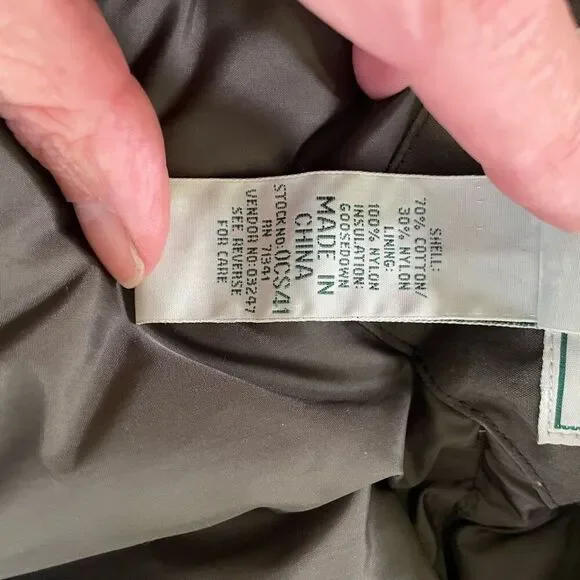 SHELL:
70% COTTON/
30% NYLON
LINING:
100% NYLON
INSULATION:
GOOSEDOWN
MADE IN
CHINA
STOCK NO: 0CS41
RN 71341
VENDOR NO: 03247
SEE REVERSE
FOR CARE